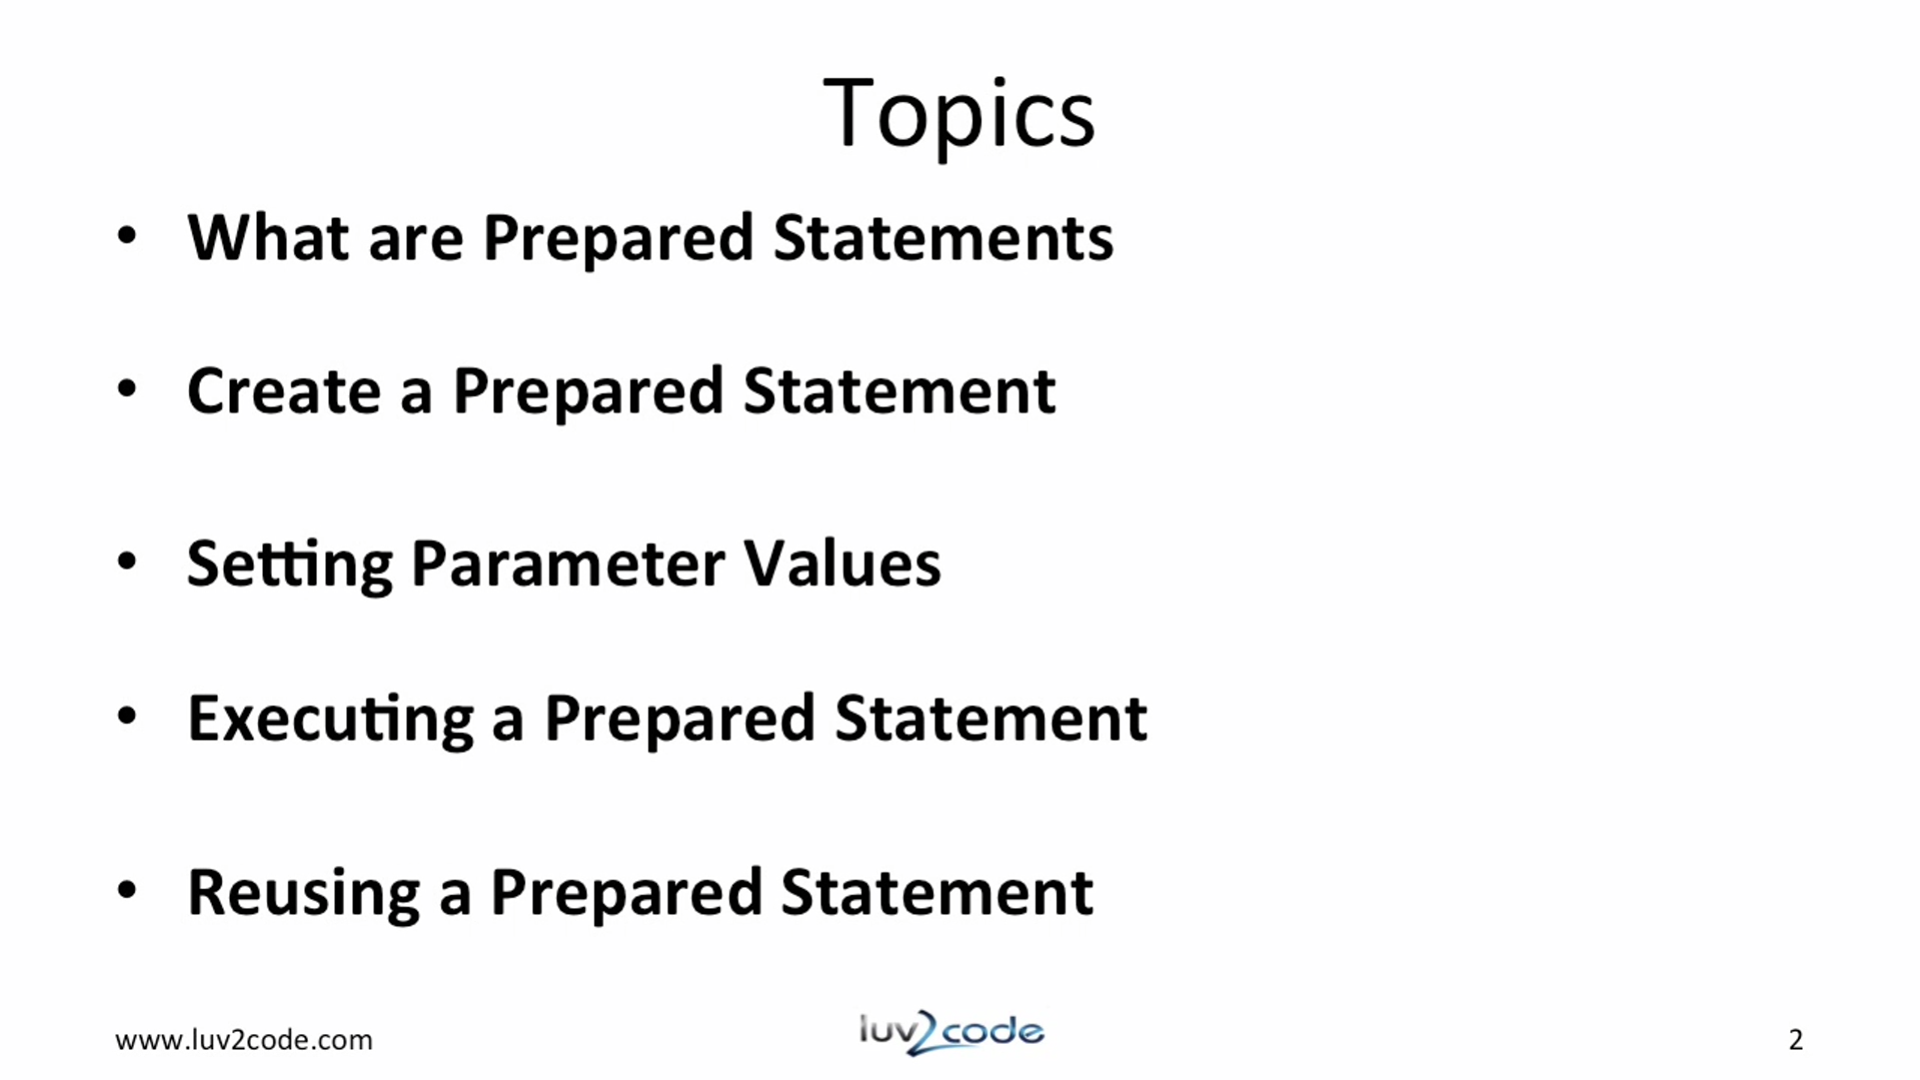 Topics
• What are Prepared Statements
• Create a Prepared Statement
• Setting Parameter Values
• Executing a Prepared Statement
• Reusing a Prepared Statement
www.luv2code.com
luv2code
2